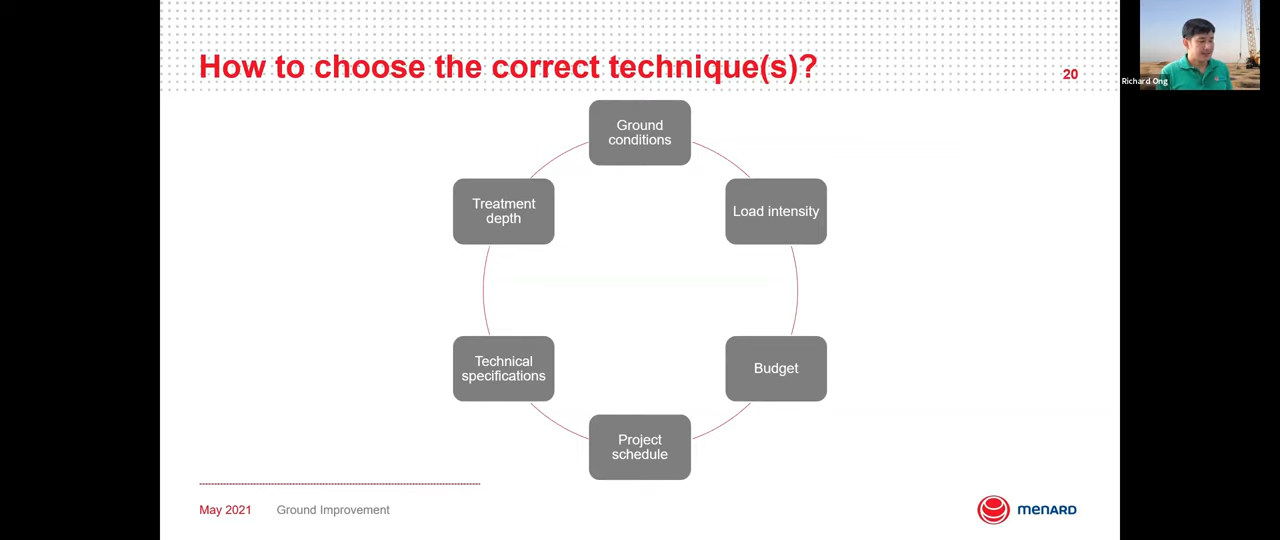 How to choose the correct technique(s)?
20
Richard Ong
Ground
conditions
Treatment
depth
Load intensity
Technical
specifications
Budget
Project
schedule
May 2021
Ground Improvement
menARD